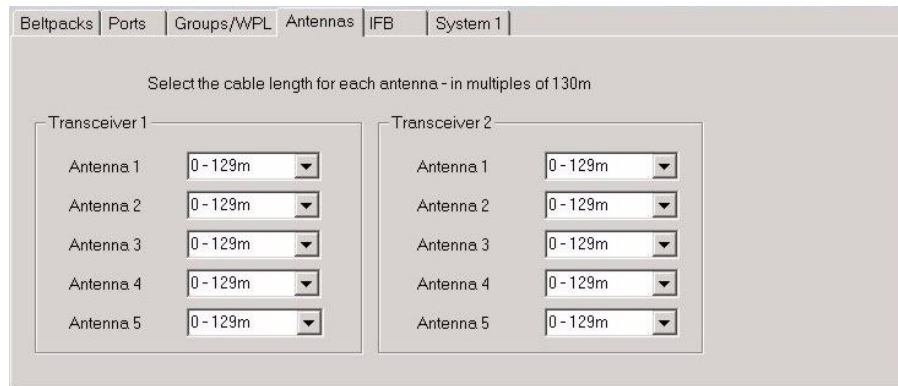 Beltpacks Ports Groups/WPL Antennas IFB System 1
Select the cable length for each antenna - in multiples of 130m
Transceiver 1
Antenna 1 0 - 129m
Antenna 2 0 - 129m
Antenna 3 0 - 129m
Antenna 4 0 - 129m
Antenna 5 0 - 129m
Transceiver 2
Antenna 1 0 - 129m
Antenna 2 0 - 129m
Antenna 3 0 - 129m
Antenna 4 0 - 129m
Antenna 5 0 - 129m